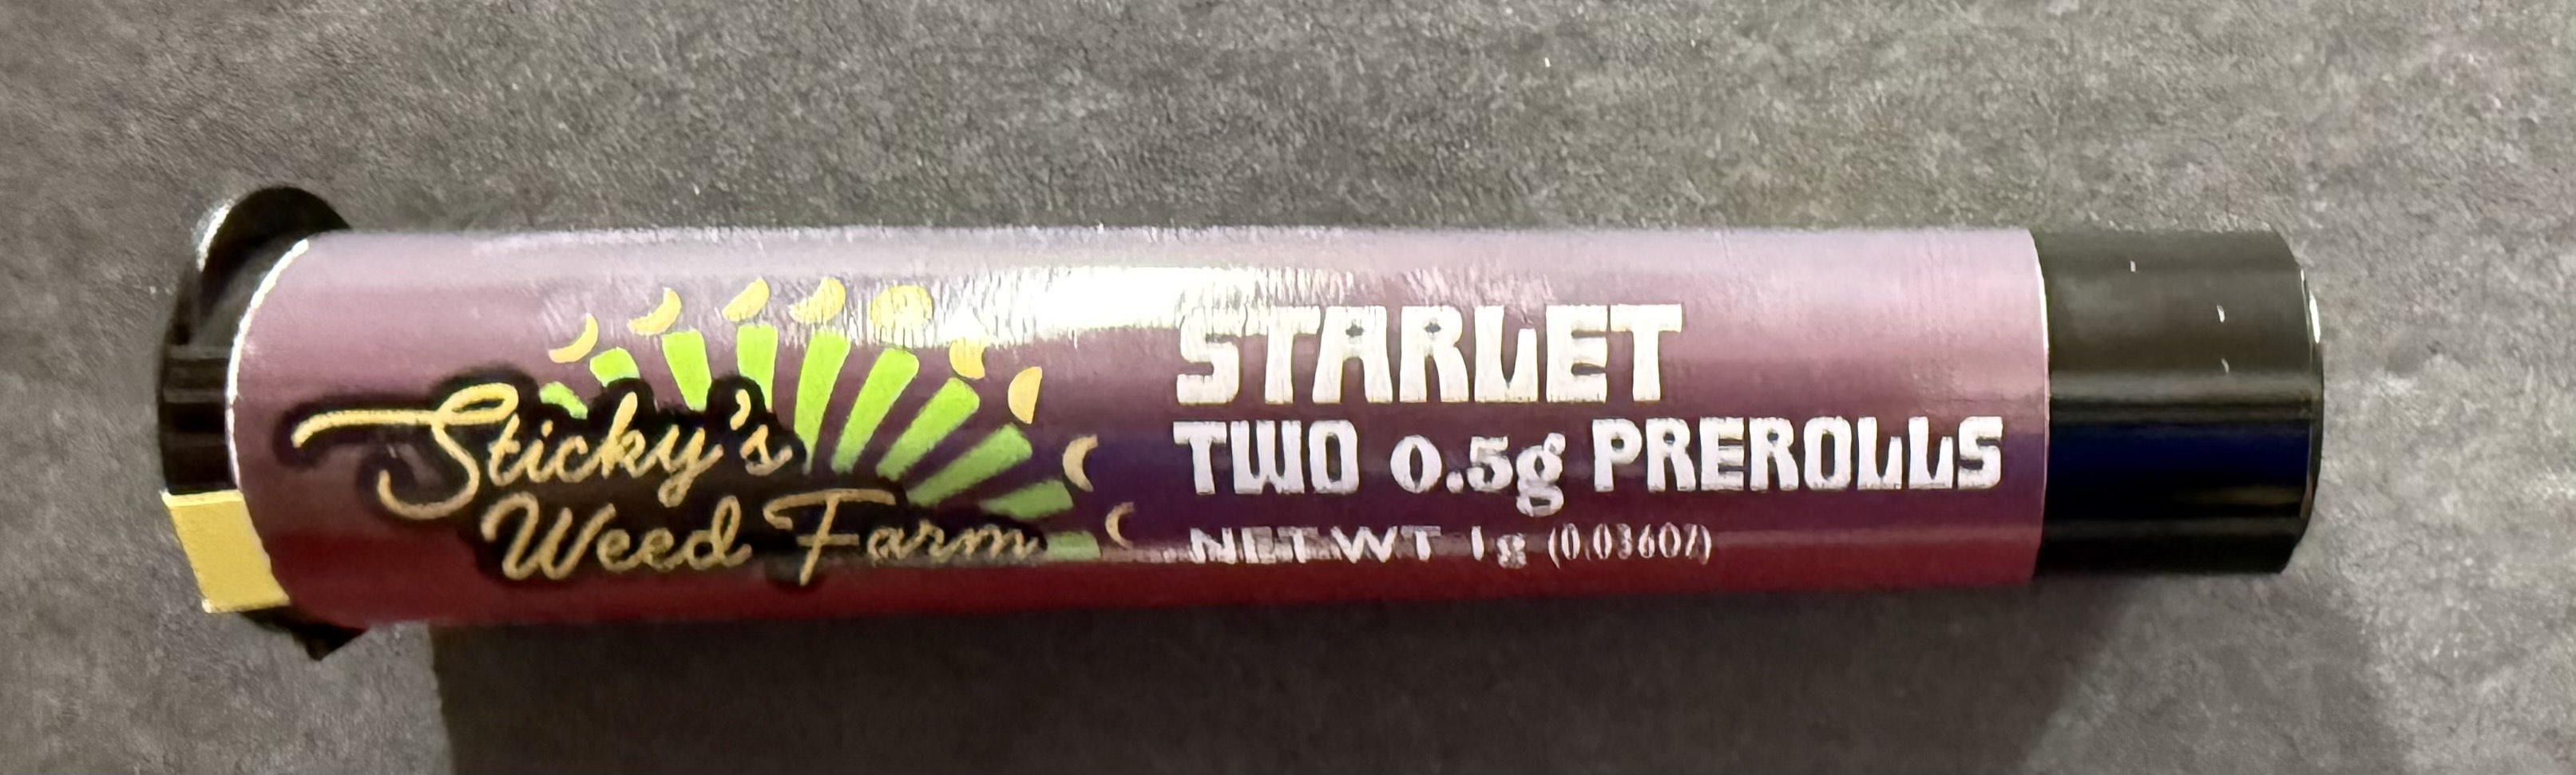 Sticky's
Weed Farm
STARLET
TWO 0.5g PREROLLS
NET WT 1g (0.036OZ)